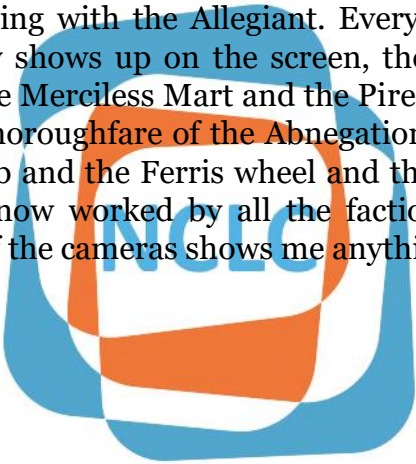 ing with the Allegiant. Every
shows up on the screen, the
e Merciless Mart and the Pire
horoughfare of the Abnegation
and the Ferris wheel and th
now worked by all the factio
f the cameras shows me anythi
NCLC